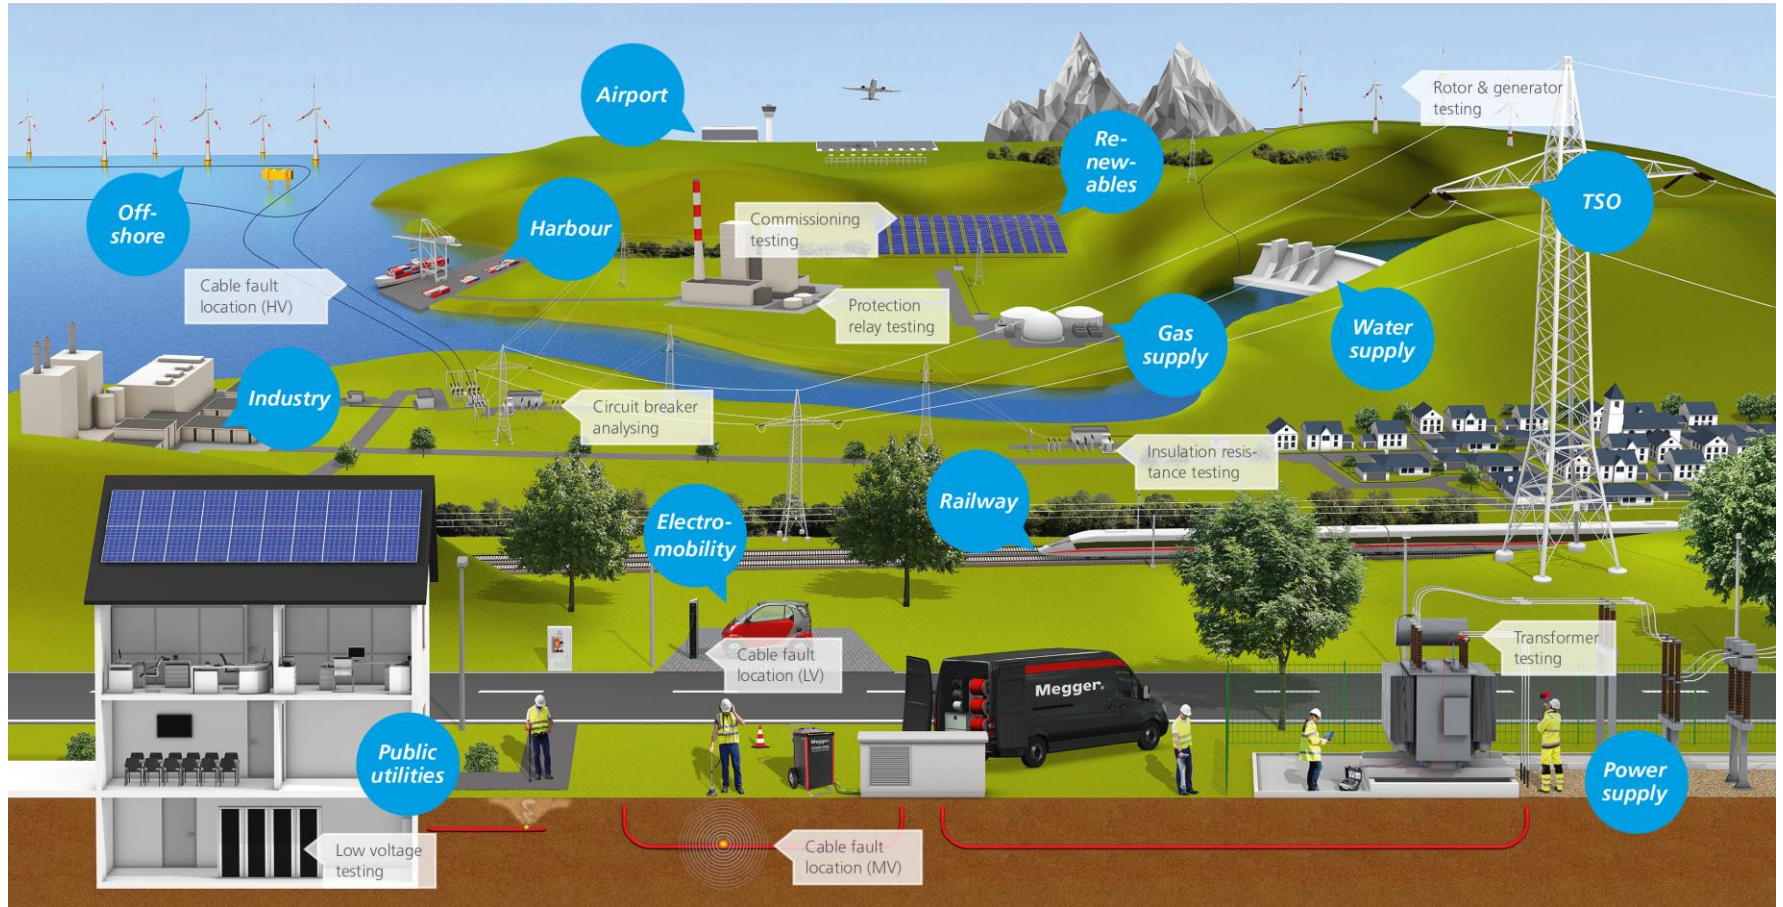 Airport
Rotor & generator
testing
Re-
new-
ables
TSO
Off-
shore
Harbour
Commissioning
testing
Cable fault
location (HV)
Protection
relay testing
Gas
supply
Water
supply
Industry
Circuit breaker
analysing
Insulation resis-
tance testing
Railway
Electro-
mobility
Transformer
testing
Cable fault
location (LV)
Megger.
Megger.
Public
utilities
Power
supply
Low voltage
testing
Cable fault
location (MV)